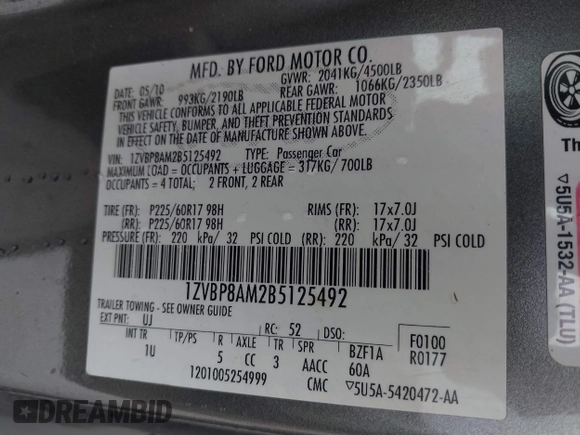 MFD. BY FORD MOTOR CO.
DATE: 05/10 GVWR: 2041KG/4500LB
FRONT GAWR: 993KG/2190LB REAR GAWR: 1066KG/2350LB
THIS VEHICLE CONFORMS TO ALL APPLICABLE FEDERAL MOTOR
VEHICLE SAFETY, BUMPER, AND THEFT PREVENTION STANDARDS
IN EFFECT ON THE DATE OF MANUFACTURE SHOWN ABOVE.
VIN: 1ZVBP8AM2B5125492 TYPE: Passenger Car
MAXIMUM LOAD = OCCUPANTS + LUGGAGE = 317KG/700LB
OCCUPANTS = 4 TOTAL; 2 FRONT, 2 REAR
TIRE (FR): P225/60R17 98H RIMS (FR): 17x7.0J
(RR): P225/60R17 98H (RR): 17x7.0J
PRESSURE (FR): 220 kPa/ 32 PSI COLD (RR): 220 kPa/ 32 PSI COLD
1ZVBP8AM2B5125492
TRAILER TOWING - SEE OWNER GUIDE
EXT PNT: UJ RC: 52 DSO: F0100
INT TR TP/PS R AXLE TR SPR BZF1A R0177
1U 5 CC 3 AACC 60A
1201005254999 CMC ▽5U5A-5420472-AA
Th
▽5U5A-1532-AA (TLU)
DREAMBID